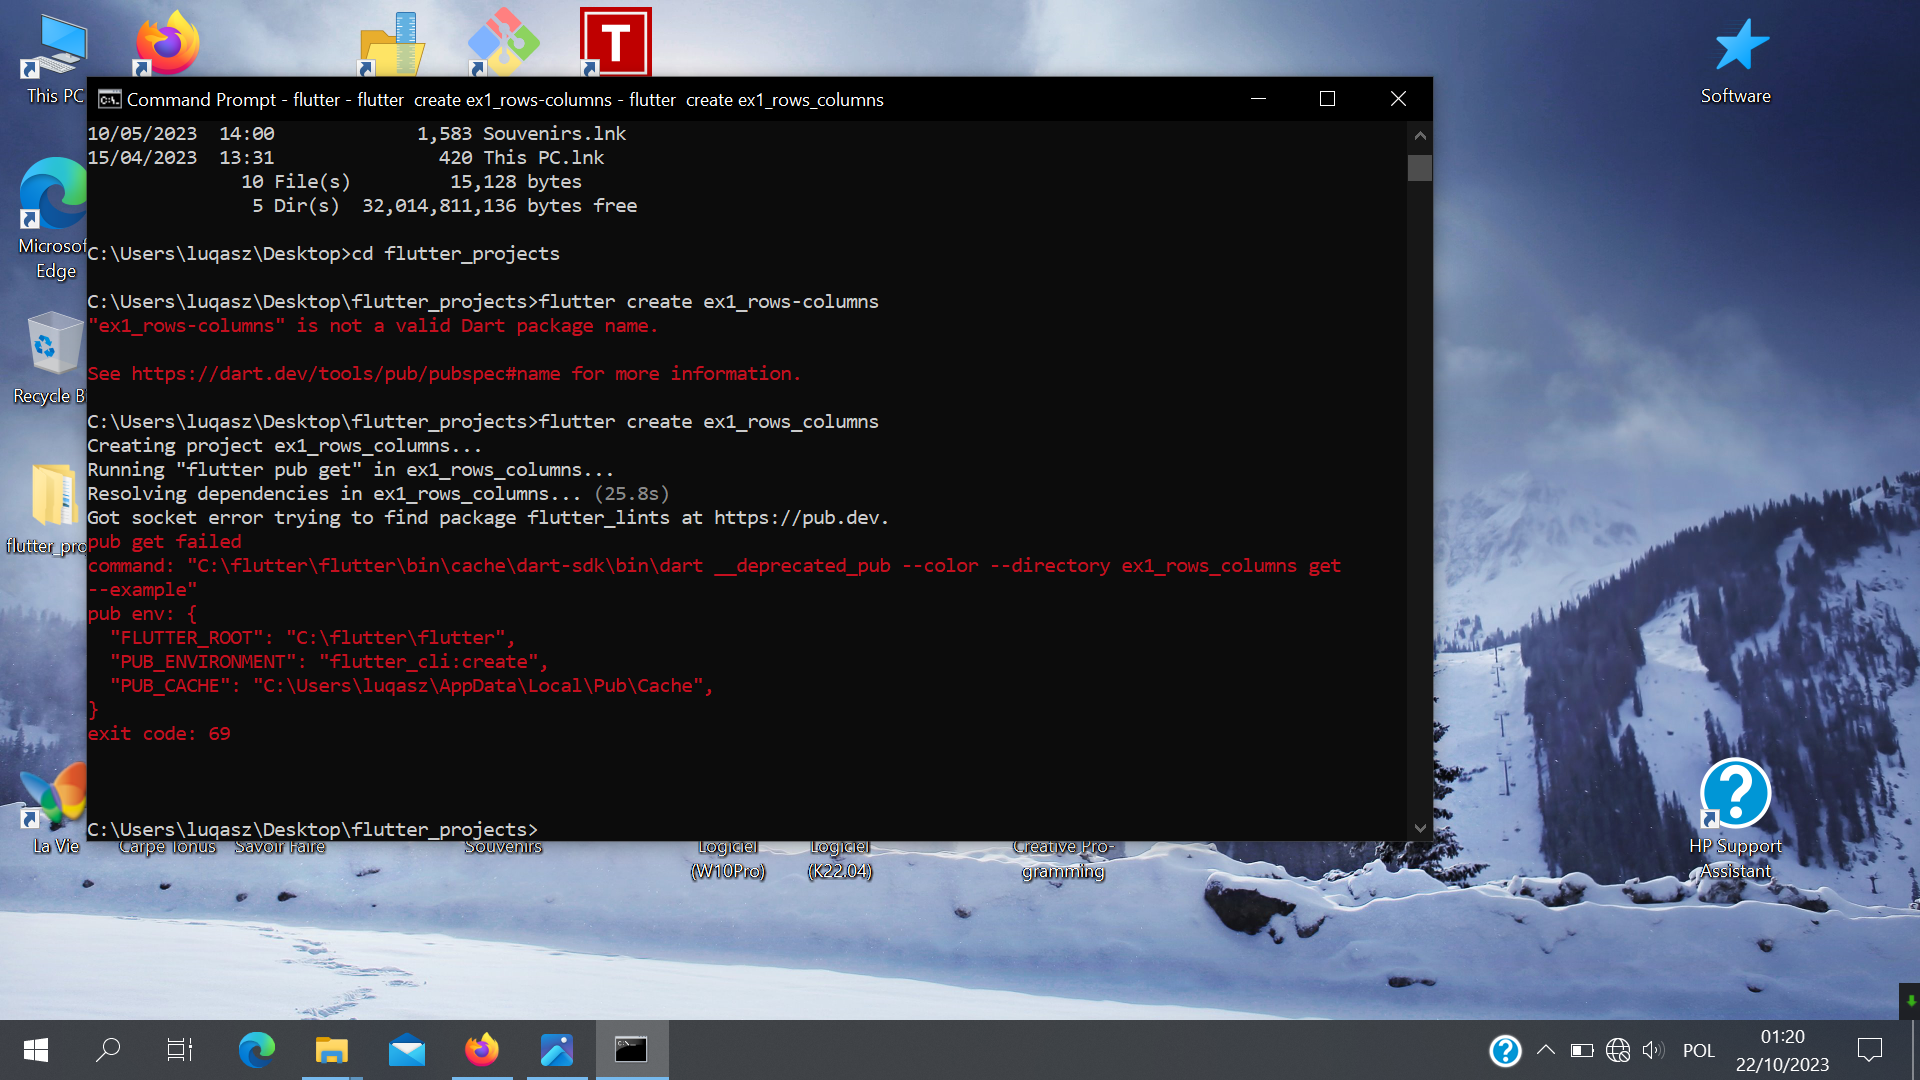 This PC
Software
Command Prompt - flutter - flutter  create ex1_rows-columns - flutter  create ex1_rows_columns
10/05/2023  14:00             1,583 Souvenirs.lnk
15/04/2023  13:31               420 This PC.lnk
              10 File(s)         15,128 bytes
               5 Dir(s)  32,014,811,136 bytes free
C:\Users\luqasz\Desktop>cd flutter_projects
C:\Users\luqasz\Desktop\flutter_projects>flutter create ex1_rows-columns
"ex1_rows-columns" is not a valid Dart package name.
See https://dart.dev/tools/pub/pubspec#name for more information.
C:\Users\luqasz\Desktop\flutter_projects>flutter create ex1_rows_columns
Creating project ex1_rows_columns...
Running "flutter pub get" in ex1_rows_columns...
Resolving dependencies in ex1_rows_columns... (25.8s)
Got socket error trying to find package flutter_lints at https://pub.dev.
pub get failed
command: "C:\flutter\flutter\bin\cache\dart-sdk\bin\dart __deprecated_pub --color --directory ex1_rows_columns get
--example"
pub env: {
  "FLUTTER_ROOT": "C:\flutter\flutter",
  "PUB_ENVIRONMENT": "flutter_cli:create",
  "PUB_CACHE": "C:\Users\luqasz\AppData\Local\Pub\Cache",
}
exit code: 69
C:\Users\luqasz\Desktop\flutter_projects>
T
Microsof
Edge
Recycle B
flutter_pro
La Vie
Carpe Tonus
Savoir Faire
Souvenirs
Logiciel
(W10Pro)
Logiciel
(K22.04)
Creative Pro-
gramming
HP Support
Assistant
POL
01:20
22/10/2023